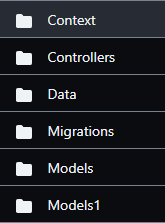 Context
Controllers
Data
Migrations
Models
Models1